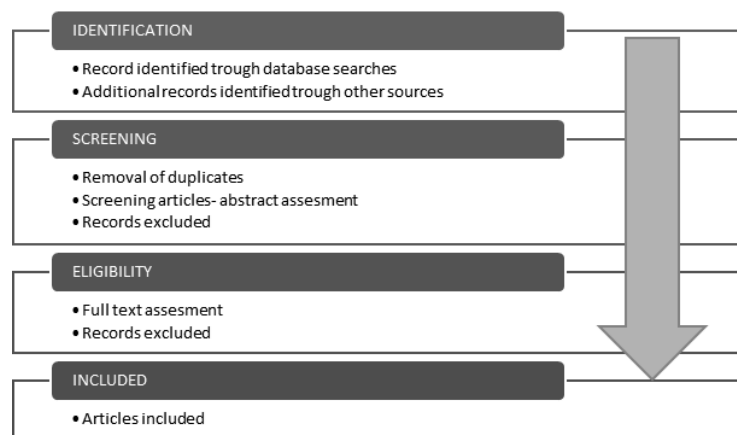 IDENTIFICATION
• Record identified trough database searches
• Additional records identified trough other sources
SCREENING
• Removal of duplicates
• Screening articles- abstract assesment
• Records excluded
ELIGIBILITY
• Full text assesment
• Records excluded
INCLUDED
• Articles included